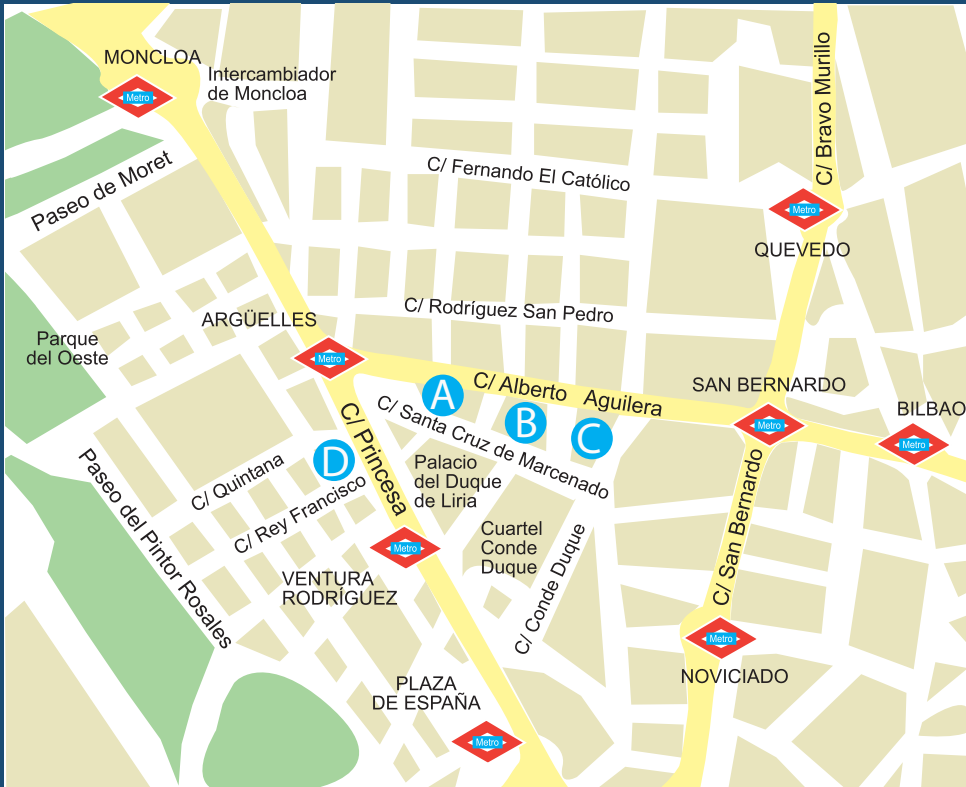 MONCLOA
Metro
Intercambiador
de Moncloa
C/ Bravo Murillo
Paseo de Moret
C/ Fernando El Católico
Metro
QUEVEDO
C/ Rodríguez San Pedro
ARGÜELLES
Metro
Parque
del Oeste
C/ Alberto Aguilera
SAN BERNARDO
Metro
BILBAO
Metro
A
B
C
D
C/ Santa Cruz de Marcenado
C/ Princesa
C/ Quintana
C/ Rey Francisco
Palacio
del Duque
de Liria
Paseo del Pintor Rosales
Cuartel
Conde
Duque
C/ San Bernardo
C/ Conde Duque
Metro
VENTURA
RODRÍGUEZ
Metro
NOVICIADO
PLAZA
DE ESPAÑA
Metro